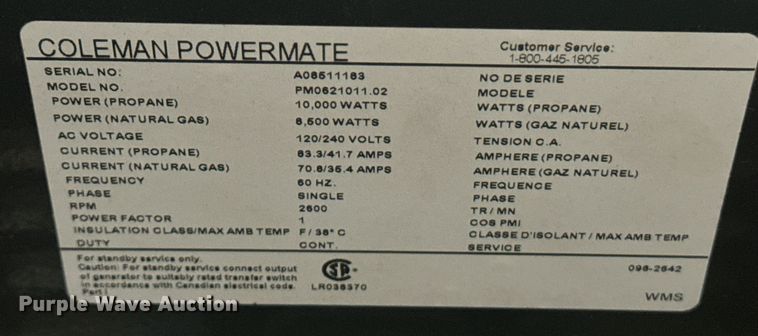 COLEMAN POWERMATE
Customer Service:
1-800-445-1805
SERIAL NO: A06511163 NO DE SERIE
MODEL NO. PM0621011.02 MODELE
POWER (PROPANE) 10,000 WATTS WATTS (PROPANE)
POWER (NATURAL GAS) 8,500 WATTS WATTS (GAZ NATUREL)
AC VOLTAGE 120/240 VOLTS TENSION C.A.
CURRENT (PROPANE) 83.3/41.7 AMPS AMPHERE (PROPANE)
CURRENT (NATURAL GAS) 70.8/35.4 AMPS AMPHERE (GAZ NATUREL)
FREQUENCY 60 HZ. FREQUENCE
PHASE SINGLE PHASE
RPM 2600 TR/MN
POWER FACTOR 1 COS PMI
INSULATION CLASS/MAX AMB TEMP F/38° C CLASSE D'ISOLANT / MAX AMB TEMP
DUTY CONT. SERVICE
For standby service only.
Caution: For standby service connect output
of generator to suitably rated transfer switch
in accordance with Canadian electrical code.
Part I
LR038370
098-2642
WMS
Purple Wave Auction